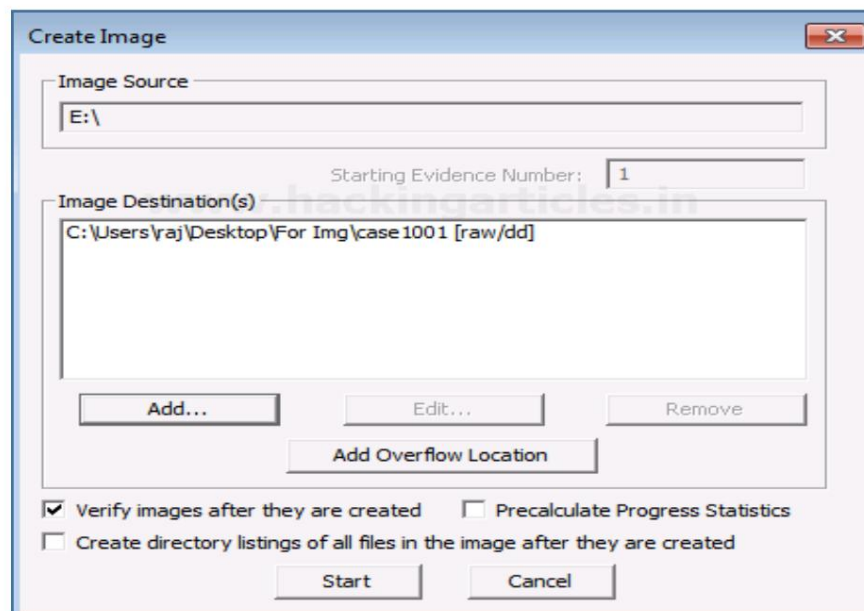 Create Image
Image Source
E:\
Starting Evidence Number: 1
www.hackingarticles.in
Image Destination(s)
C:\Users\raj\Desktop\For Img\case1001 [raw/dd]
Add... Edit... Remove
Add Overflow Location
Verify images after they are created Precalculate Progress Statistics
Create directory listings of all files in the image after they are created
Start Cancel